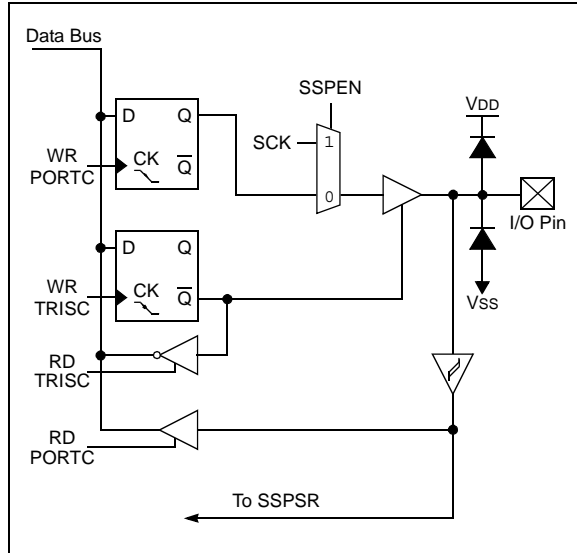 Data Bus
SSPEN
VDD
D Q
SCK 1
WR
PORTC
CK
Q
0
I/O Pin
D Q
WR
TRISC
CK
Q
VSS
RD
TRISC
RD
PORTC
To SSPSR